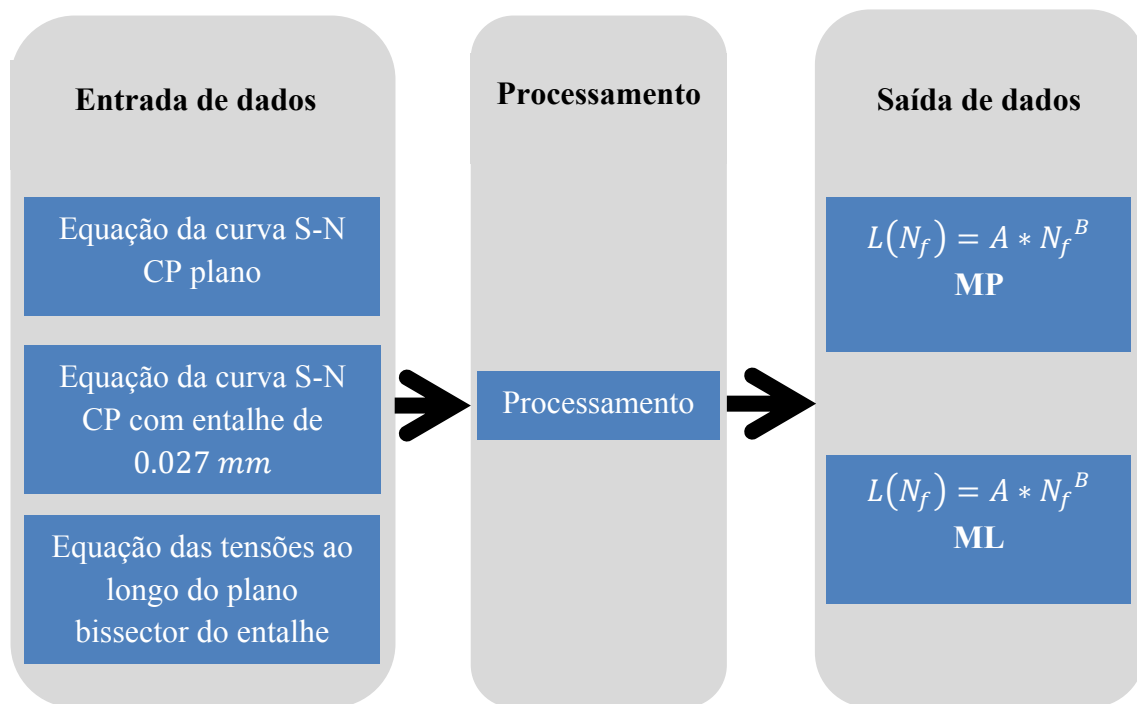 Entrada de dados
Equação da curva S-N
CP plano
Equação da curva S-N
CP com entalhe de
0.027 mm
Equação das tensões ao
longo do plano
bissector do entalhe
Processamento
Processamento
Saída de dados
L(N_f) = A * N_f^B
MP
L(N_f) = A * N_f^B
ML